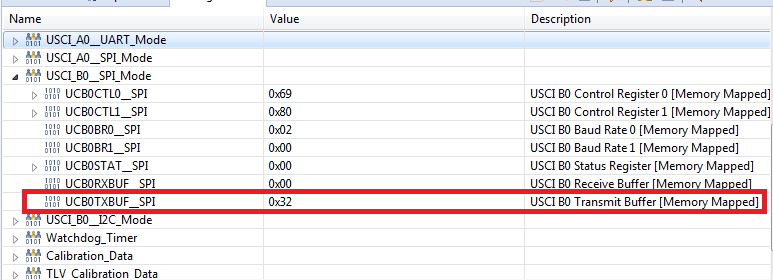 Name Value Description
USCI_A0__UART_Mode
USCI_A0__SPI_Mode
USCI_B0__SPI_Mode
UCB0CTL0__SPI 0x69 USCI B0 Control Register 0 [Memory Mapped]
UCB0CTL1__SPI 0x80 USCI B0 Control Register 1 [Memory Mapped]
UCB0BR0__SPI 0x02 USCI B0 Baud Rate 0 [Memory Mapped]
UCB0BR1__SPI 0x00 USCI B0 Baud Rate 1 [Memory Mapped]
UCB0STAT__SPI 0x00 USCI B0 Status Register [Memory Mapped]
UCB0RXBUF__SPI 0x00 USCI B0 Receive Buffer [Memory Mapped]
UCB0TXBUF__SPI 0x32 USCI B0 Transmit Buffer [Memory Mapped]
USCI_B0__I2C_Mode
Watchdog_Timer
Calibration_Data
TLV_Calibration_Data